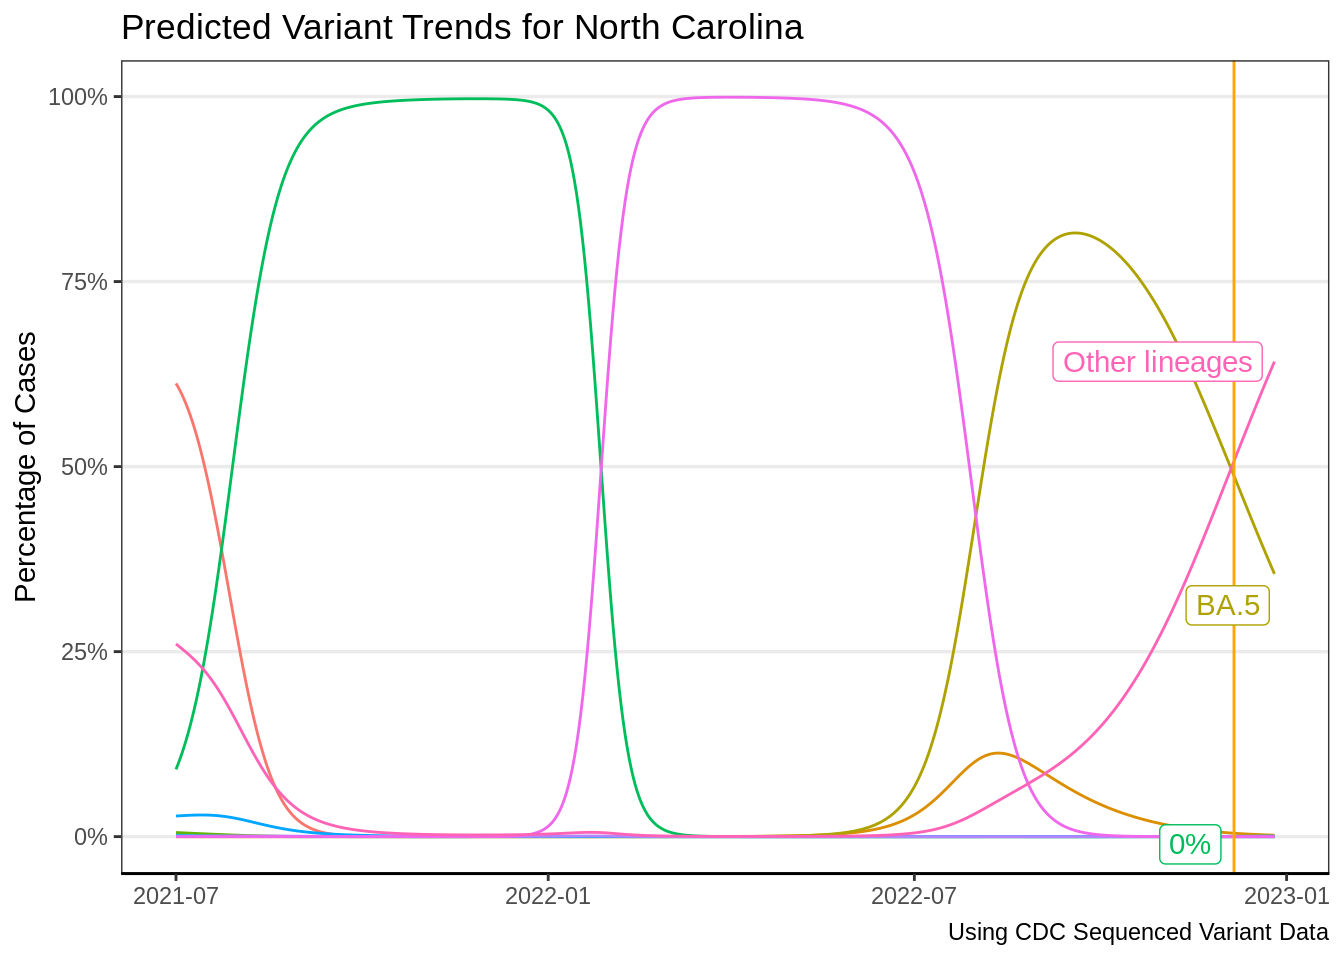 Predicted Variant Trends for North Carolina
Percentage of Cases
100%
75%
50%
25%
0%
Other lineages
BA.5
0%
2021-07
2022-01
2022-07
2023-01
Using CDC Sequenced Variant Data